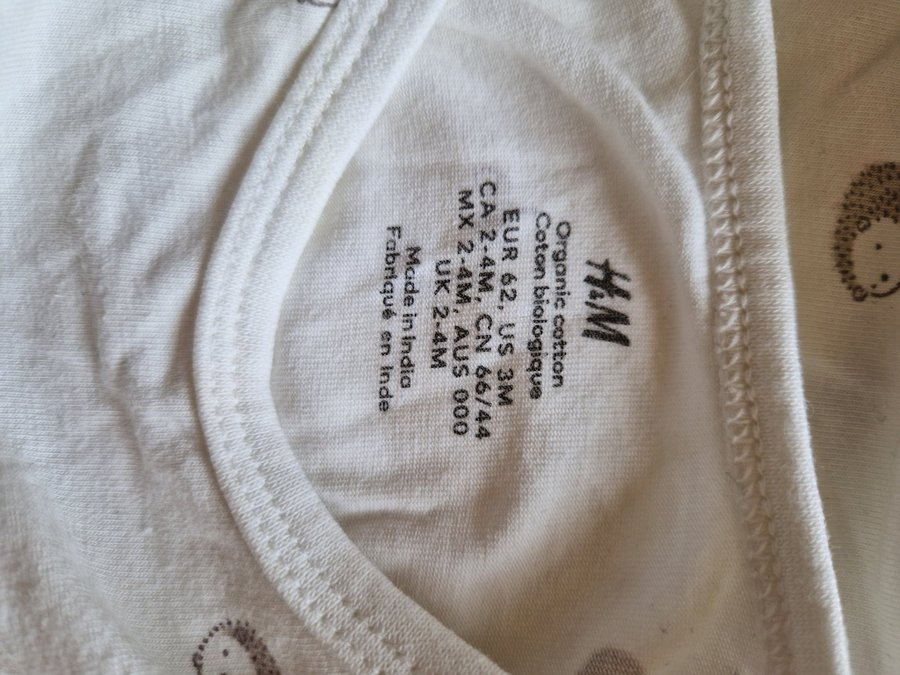 H&M
Organic cotton
Coton biologique
EUR 62, US 3M
CA 2-4M, CN 66/44
MX 2-4M, AUS 000
UK 2-4M
Made in India
Fabriqué en Inde